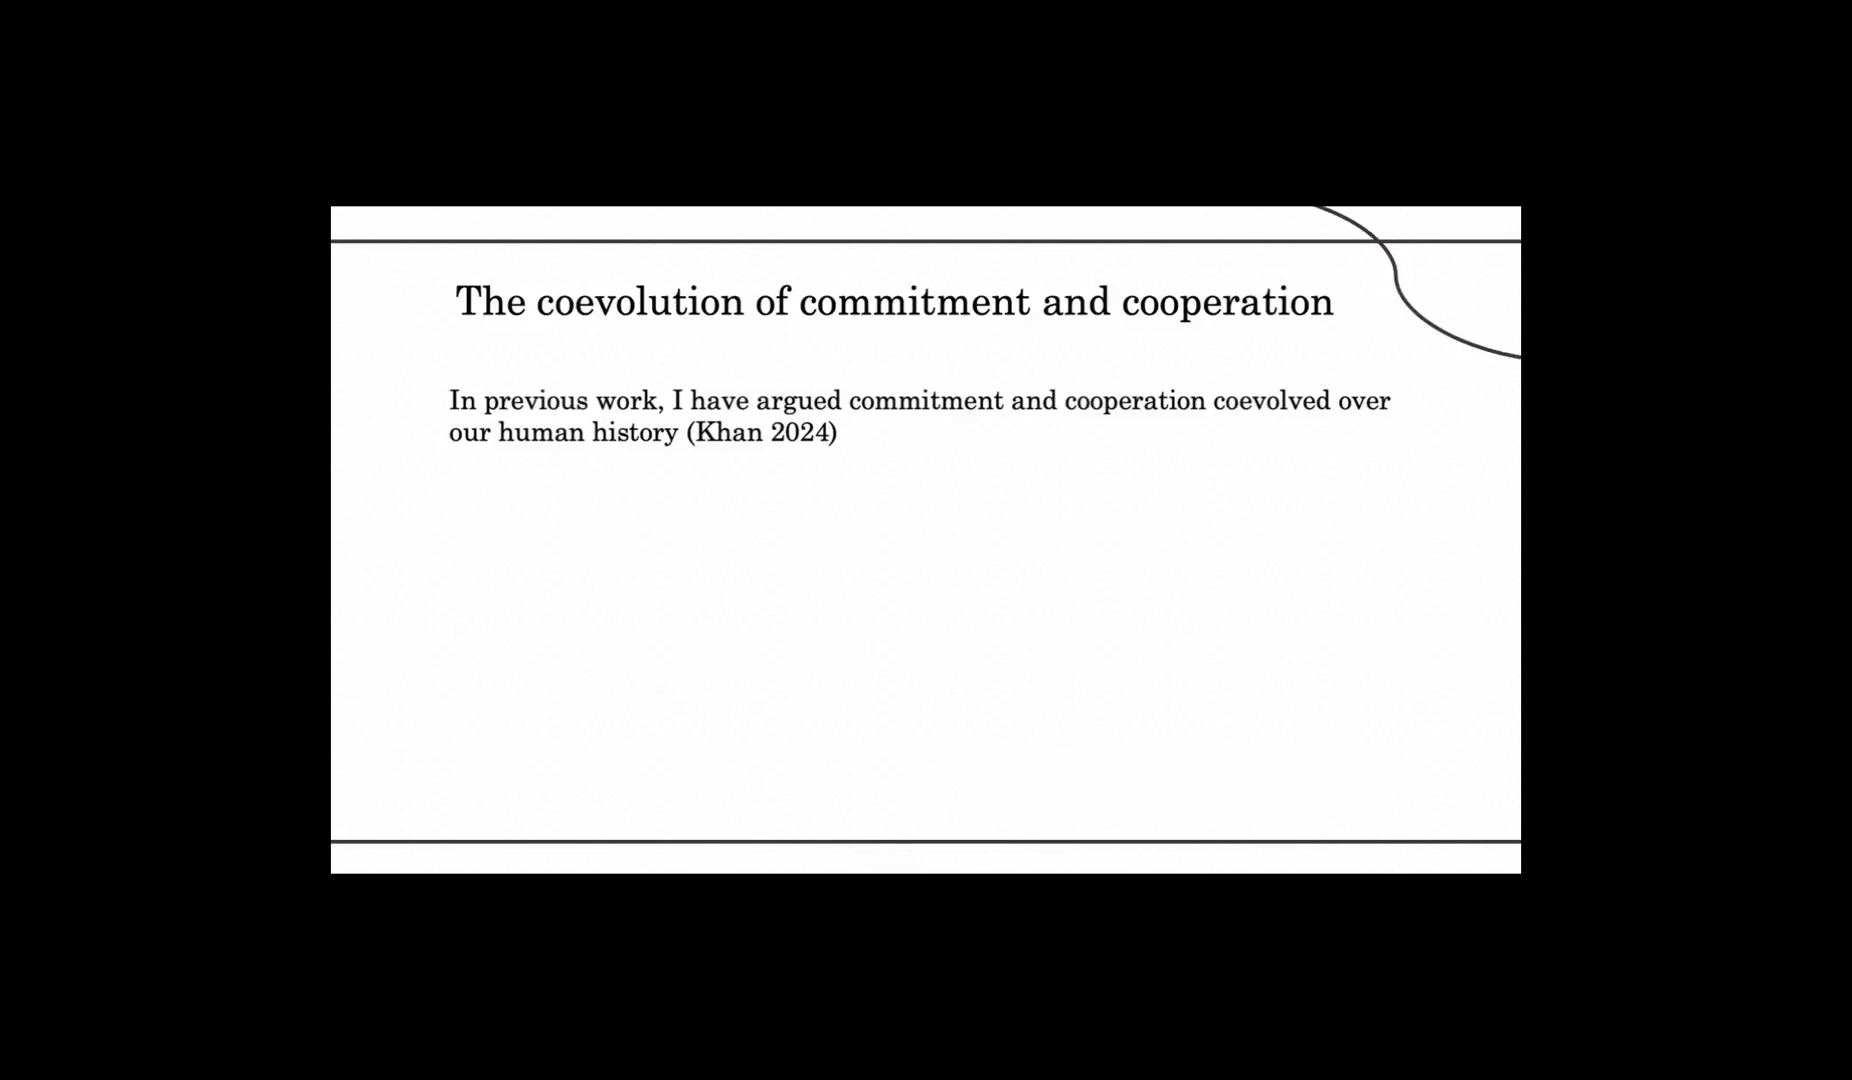 The coevolution of commitment and cooperation
In previous work, I have argued commitment and cooperation coevolved over
our human history (Khan 2024)